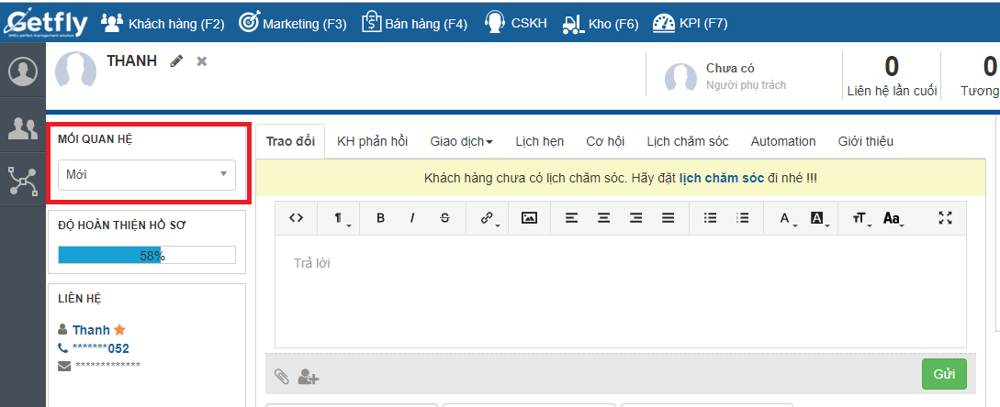 Getfly
Khách hàng (F2) Marketing (F3) Bán hàng (F4) CSKH Kho (F6) KPI (F7)
THANH
Chưa có
Người phụ trách
0
Liên hệ lần cuối
0
Tương
MỐI QUAN HỆ
Mới
ĐỘ HOÀN THIỆN HỒ SƠ
58%
LIÊN HỆ
Thanh
*******052
*************
Trao đổi KH phản hồi Giao dịch Lịch hẹn Cơ hội Lịch chăm sóc Automation Giới thiệu
Khách hàng chưa có lịch chăm sóc. Hãy đặt lịch chăm sóc đi nhé !!!
<> ¶ B I S A A тT Aa
Trả lời
Gửi